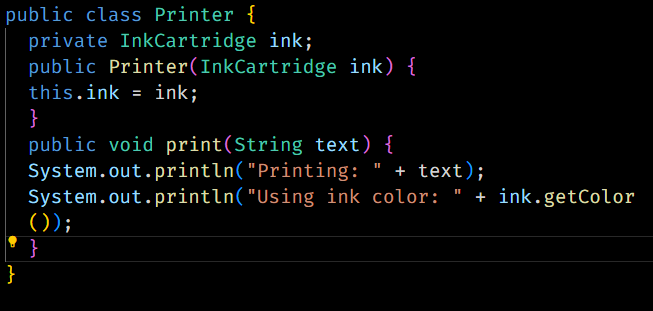 public class Printer {
private InkCartridge ink;
public Printer(InkCartridge ink) {
this.ink = ink;
}
public void print(String text) {
System.out.println("Printing: " + text);
System.out.println("Using ink color: " + ink.getColor
());
}
}